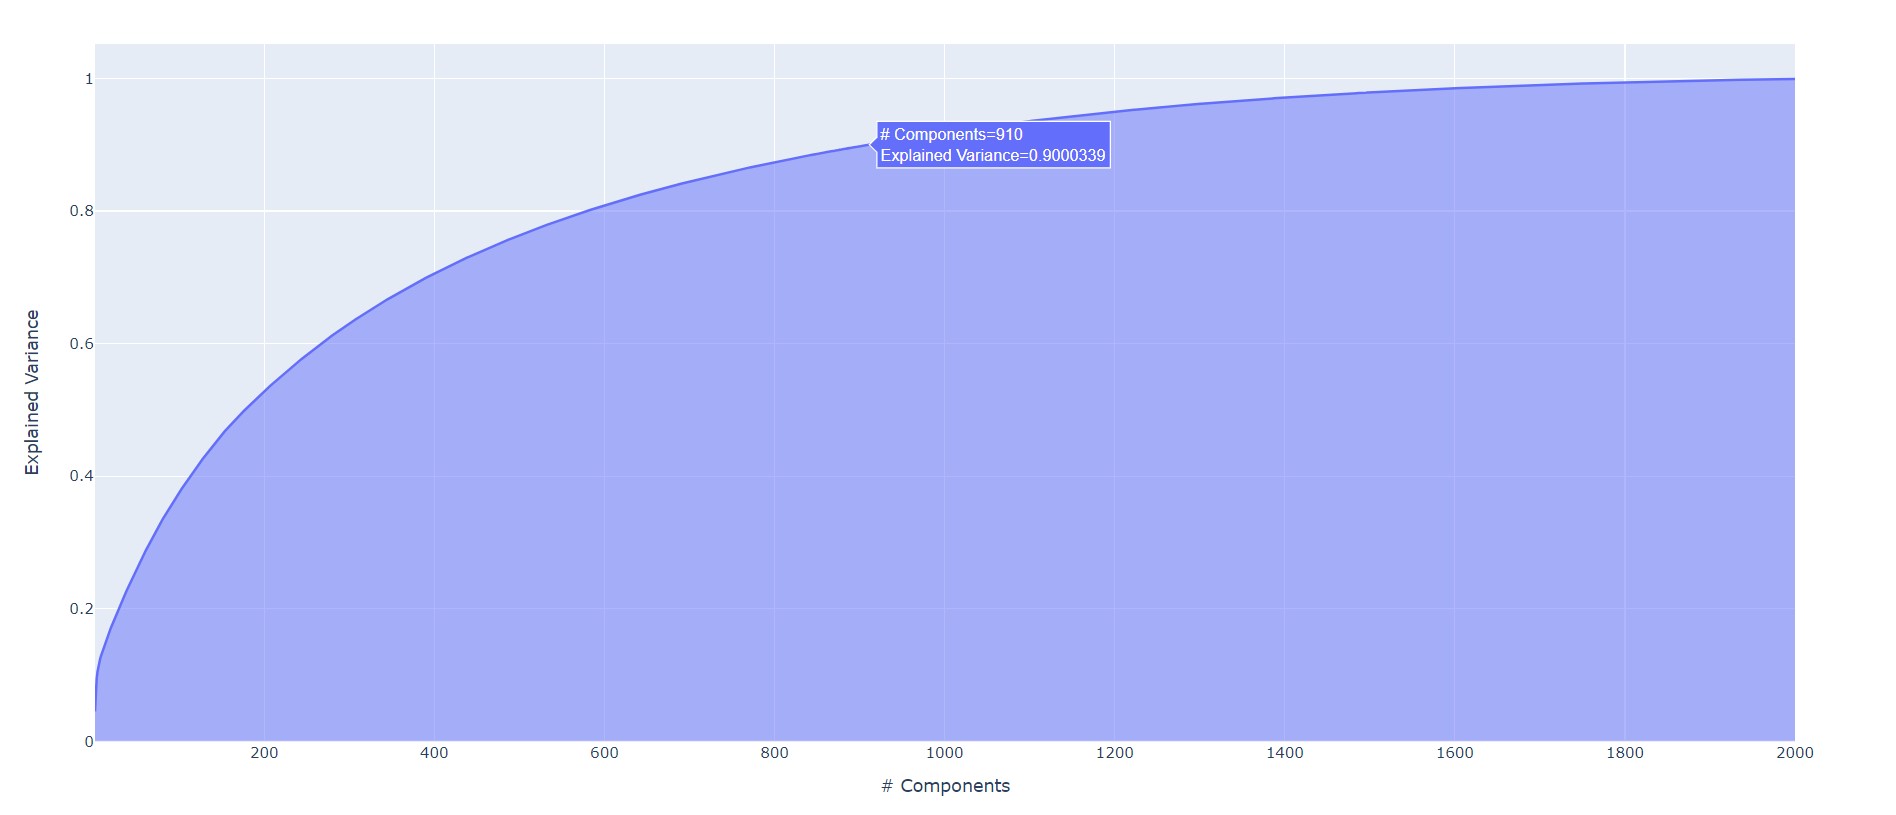 1
# Components=910
Explained Variance=0.9000339
0.8
0.6
Explained Variance
0.4
0.2
0
200 400 600 800 1000 1200 1400 1600 1800 2000
# Components